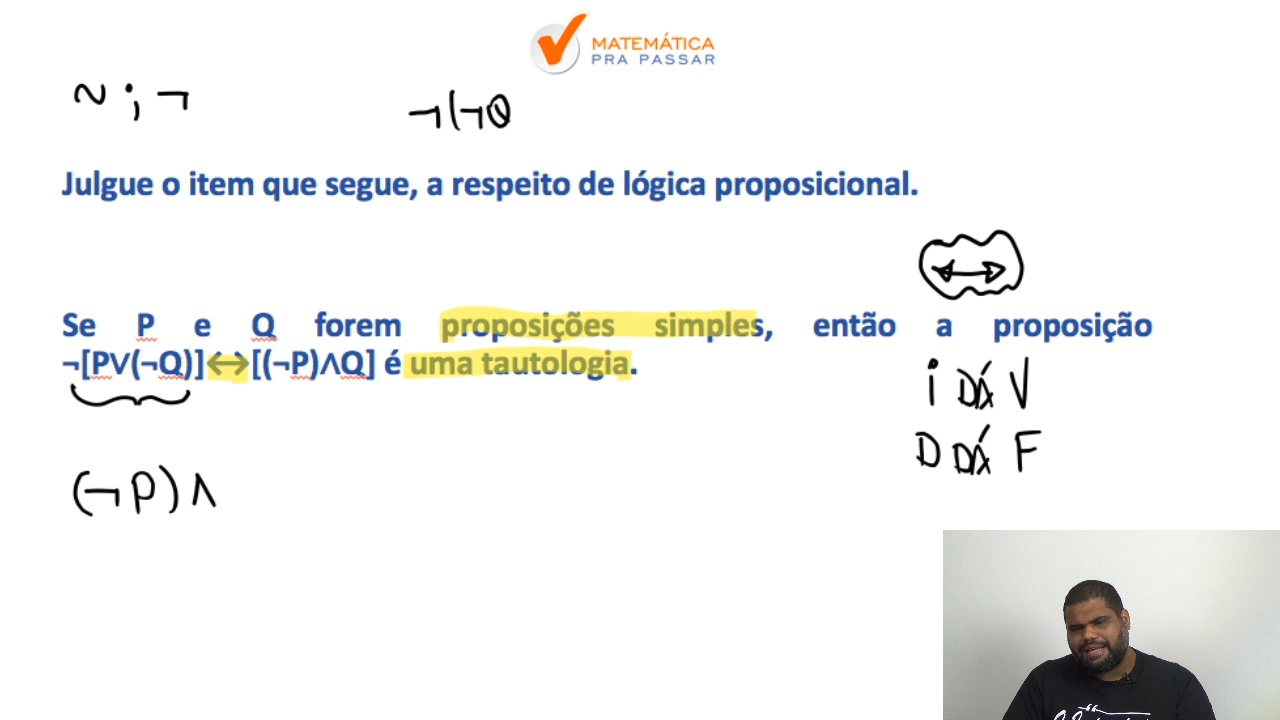 MATEMÁTICA
PRA PASSAR
~ ; ¬
¬(¬Q
Julgue o item que segue, a respeito de lógica proposicional.
Se P e Q forem proposições simples, então a proposição
¬[P∨(¬Q)]↔[(¬P)∧Q] é uma tautologia.
↔
i DÁ V
D DÁ F
(¬P)∧